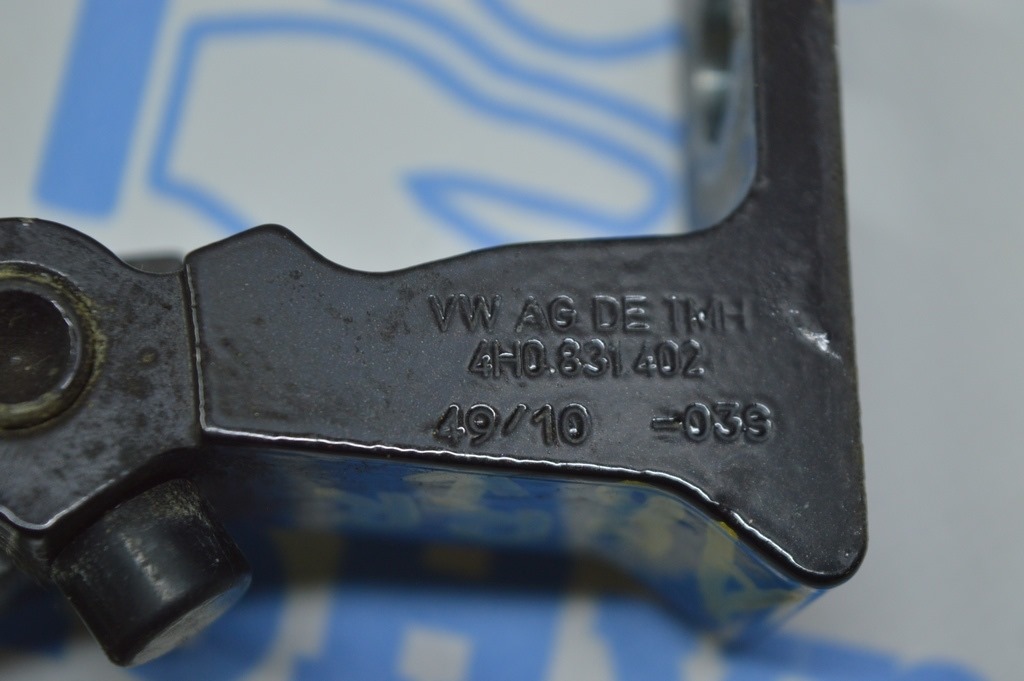 VW AG DE TMH
4H0.831 402
49/10 -03S